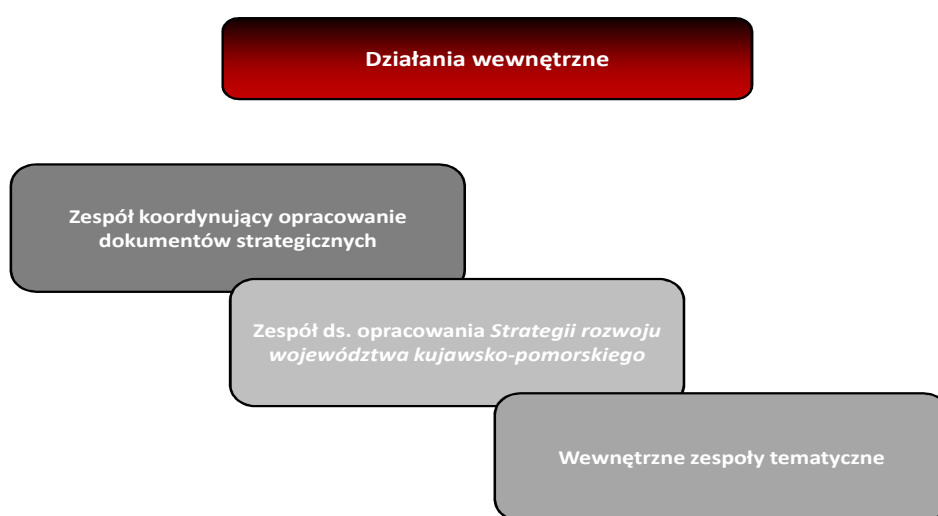 Działania wewnętrzne
Zespół koordynujący opracowanie
dokumentów strategicznych
Zespół ds. opracowania Strategii rozwoju
województwa kujawsko-pomorskiego
Wewnętrzne zespoły tematyczne